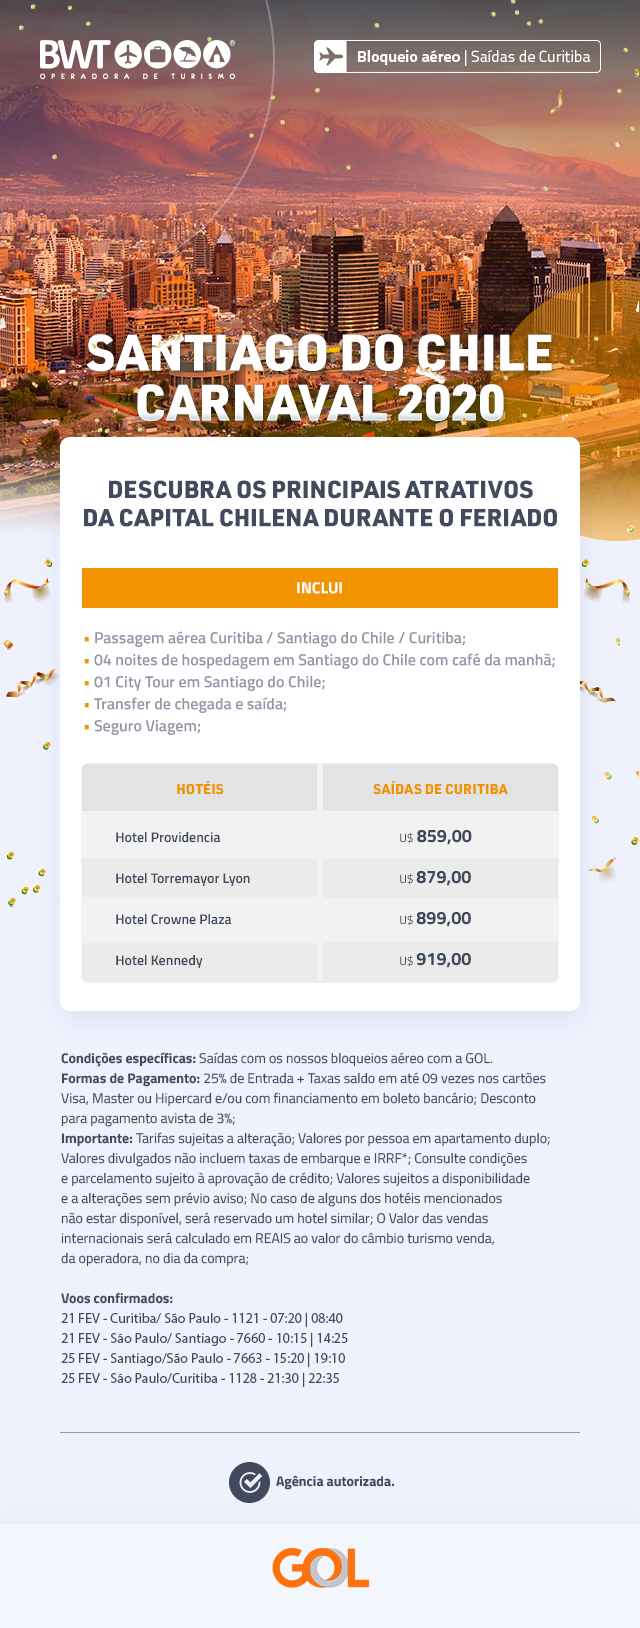 BWT
OPERADORA DE TURISMO
Bloqueio aéreo | Saídas de Curitiba
SANTIAGO DO CHILE
CARNAVAL 2020
DESCUBRA OS PRINCIPAIS ATRATIVOS
DA CAPITAL CHILENA DURANTE O FERIADO
INCLUI
▪ Passagem aérea Curitiba / Santiago do Chile / Curitiba;
▪ 04 noites de hospedagem em Santiago do Chile com café da manhã;
▪ 01 City Tour em Santiago do Chile;
▪ Transfer de chegada e saída;
▪ Seguro Viagem;
HOTÉIS SAÍDAS DE CURITIBA
Hotel Providencia U$ 859,00
Hotel Torremayor Lyon U$ 879,00
Hotel Crowne Plaza U$ 899,00
Hotel Kennedy U$ 919,00
Condições específicas: Saídas com os nossos bloqueios aéreo com a GOL.
Formas de Pagamento: 25% de Entrada + Taxas saldo em até 09 vezes nos cartões
Visa, Master ou Hipercard e/ou com financiamento em boleto bancário; Desconto
para pagamento avista de 3%;
Importante: Tarifas sujeitas a alteração; Valores por pessoa em apartamento duplo;
Valores divulgados não incluem taxas de embarque e IRRF*; Consulte condições
e parcelamento sujeito à aprovação de crédito; Valores sujeitos a disponibilidade
e a alterações sem prévio aviso; No caso de alguns dos hotéis mencionados
não estar disponível, será reservado um hotel similar; O Valor das vendas
internacionais será calculado em REAIS ao valor do câmbio turismo venda,
da operadora, no dia da compra;
Voos confirmados:
21 FEV - Curitiba/ São Paulo - 1121 - 07:20 | 08:40
21 FEV - São Paulo/ Santiago - 7660 - 10:15 | 14:25
25 FEV - Santiago/São Paulo - 7663 - 15:20 | 19:10
25 FEV - São Paulo/Curitiba - 1128 - 21:30 | 22:35
Agência autorizada.
GOL